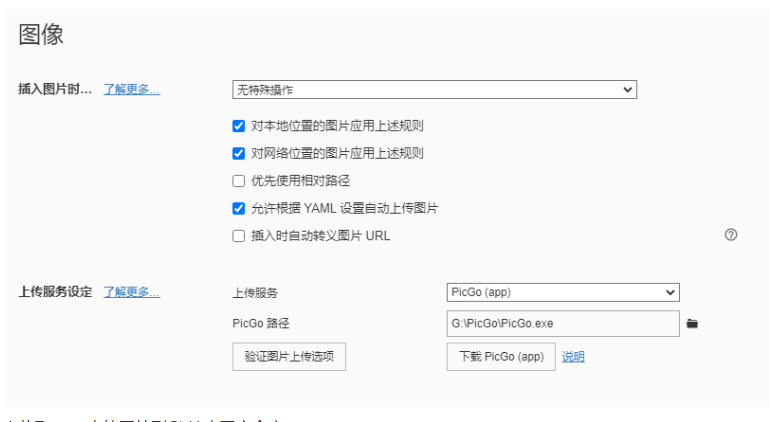 图像
插入图片时... 了解更多... 无特殊操作
对本地位置的图片应用上述规则
对网络位置的图片应用上述规则
优先使用相对路径
允许根据 YAML 设置自动上传图片
插入时自动转义图片 URL
上传服务设定 了解更多... 上传服务 PicGo (app)
PicGo 路径 G:\PicGo\PicGo.exe
验证图片上传选项 下载 PicGo (app) 说明